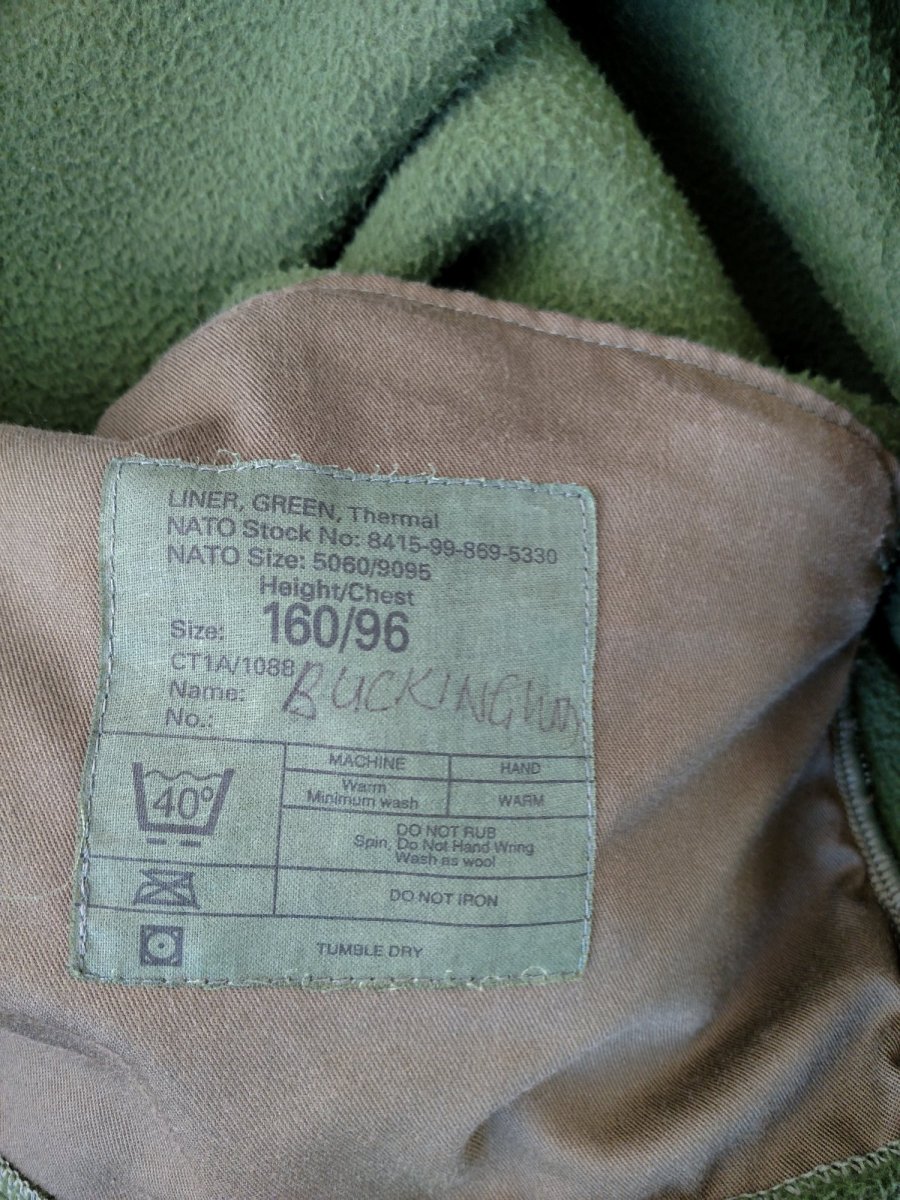 LINER, GREEN, Thermal
NATO Stock No: 8415-99-869-5330
NATO Size: 5060/9095
Height/Chest
Size: 160/96
CT1A/1088
Name:
No.:
40°
MACHINE HAND
Warm
Minimum wash
WARM
DO NOT RUB
Spin, Do Not Hand Wring
Wash as wool
DO NOT IRON
TUMBLE DRY